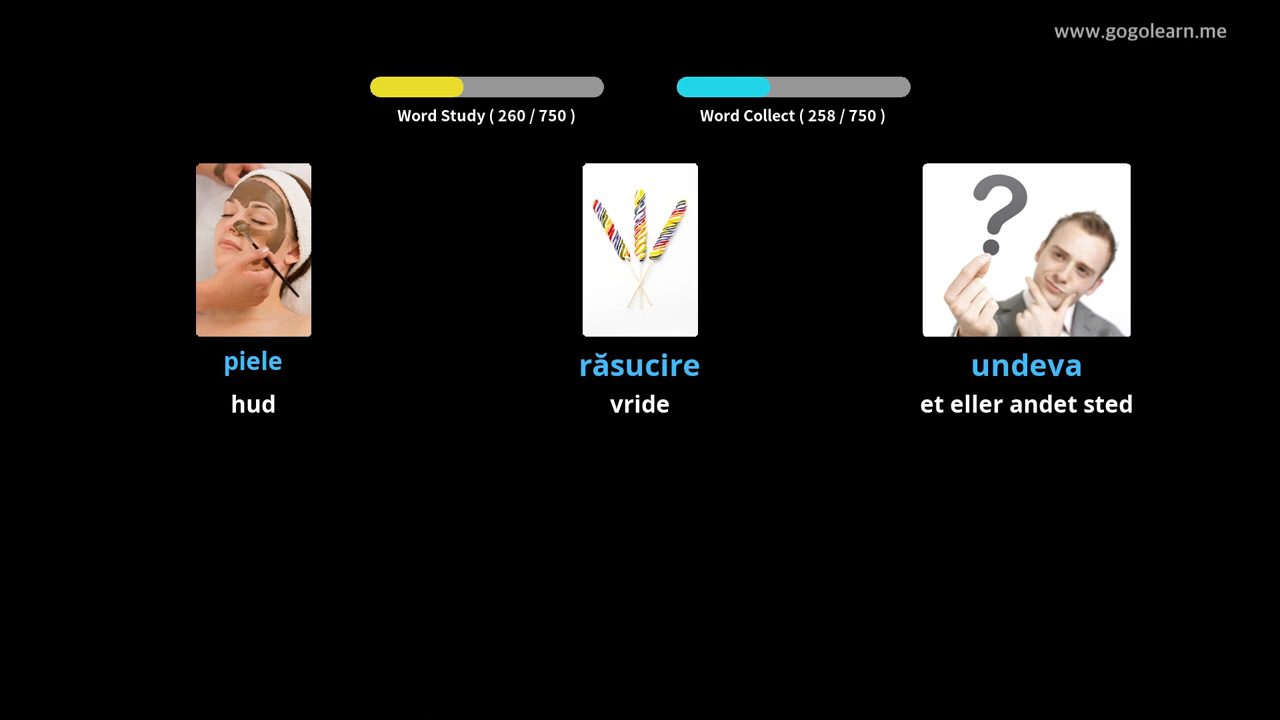 www.gogolearn.me
Word Study ( 260 / 750 )
Word Collect ( 258 / 750 )
piele
răsucire
undeva
hud
vride
et eller andet sted